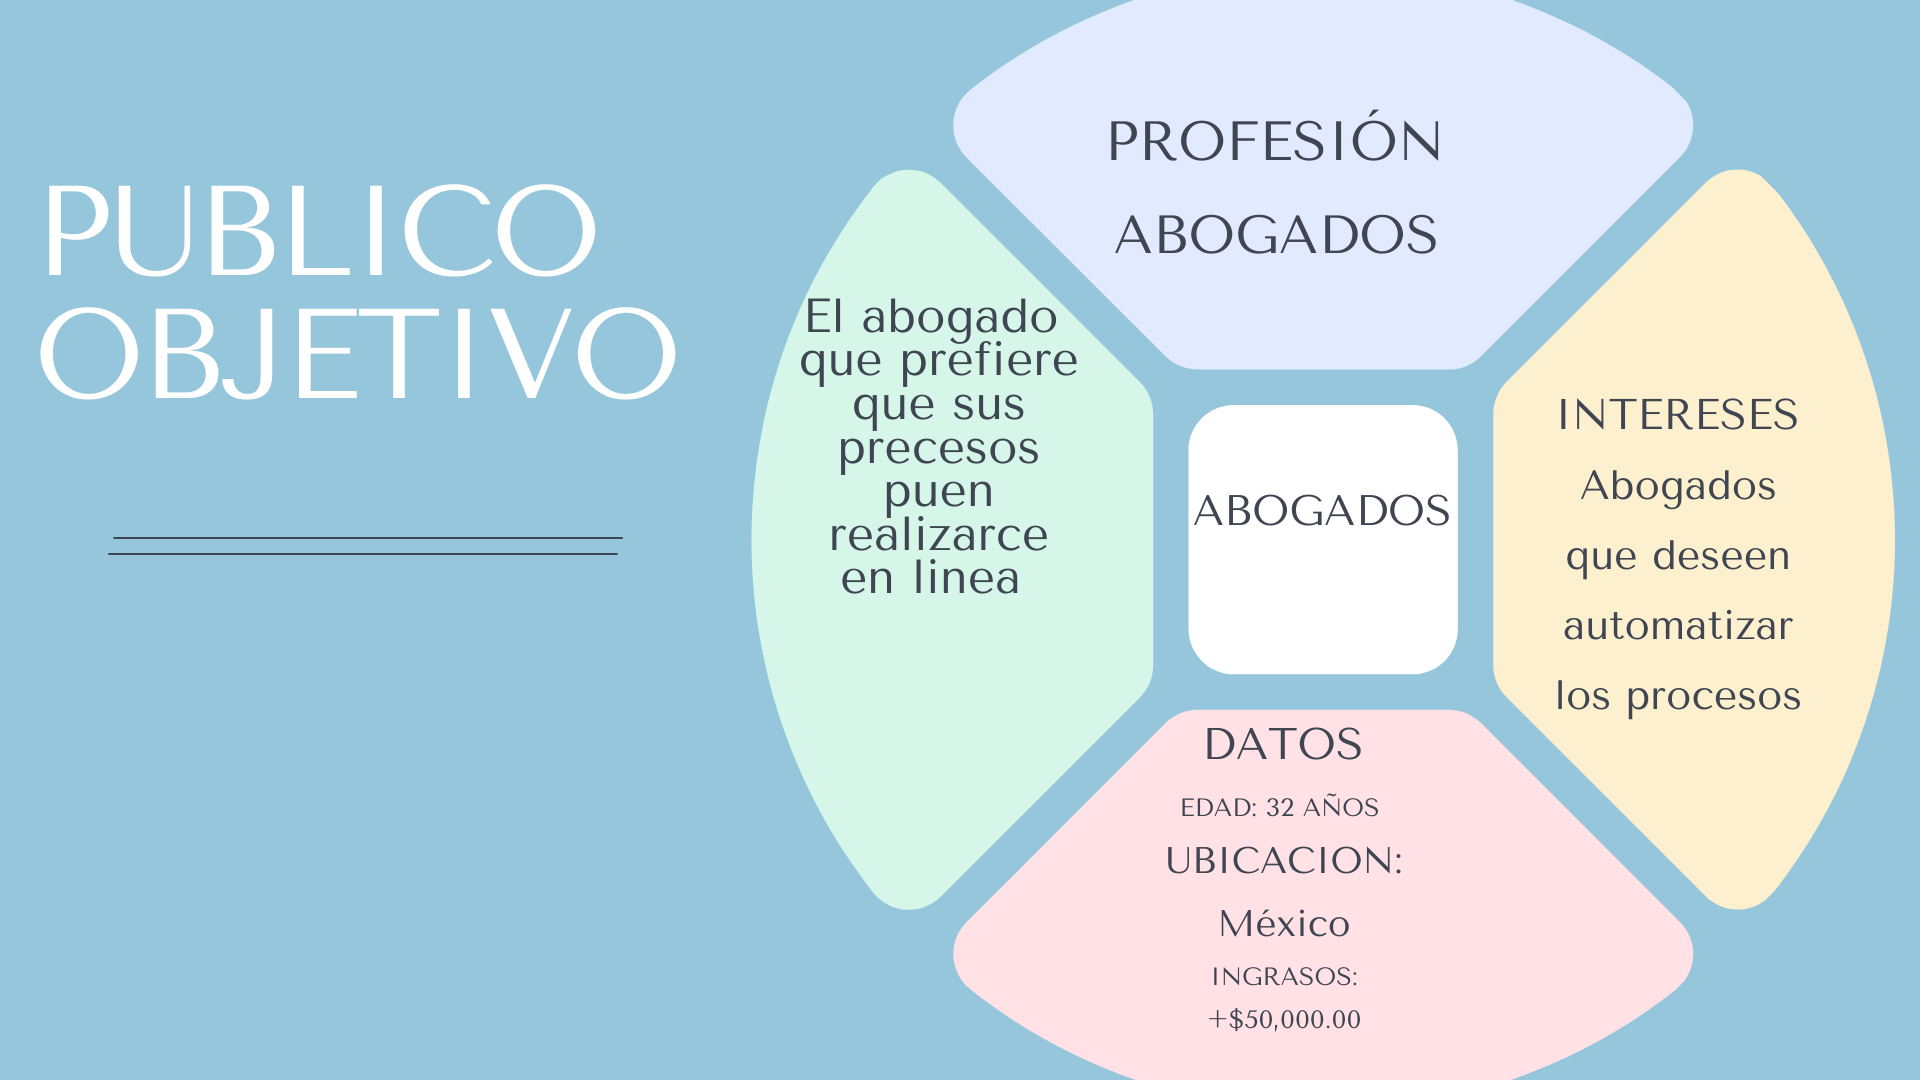 PUBLICO
OBJETIVO
PROFESIÓN
ABOGADOS
El abogado
que prefiere
que sus
precesos
puen
realizarce
en linea
ABOGADOS
INTERESES
Abogados
que deseen
automatizar
los procesos
DATOS
EDAD: 32 AÑOS
UBICACION:
México
INGRASOS:
+$50,000.00